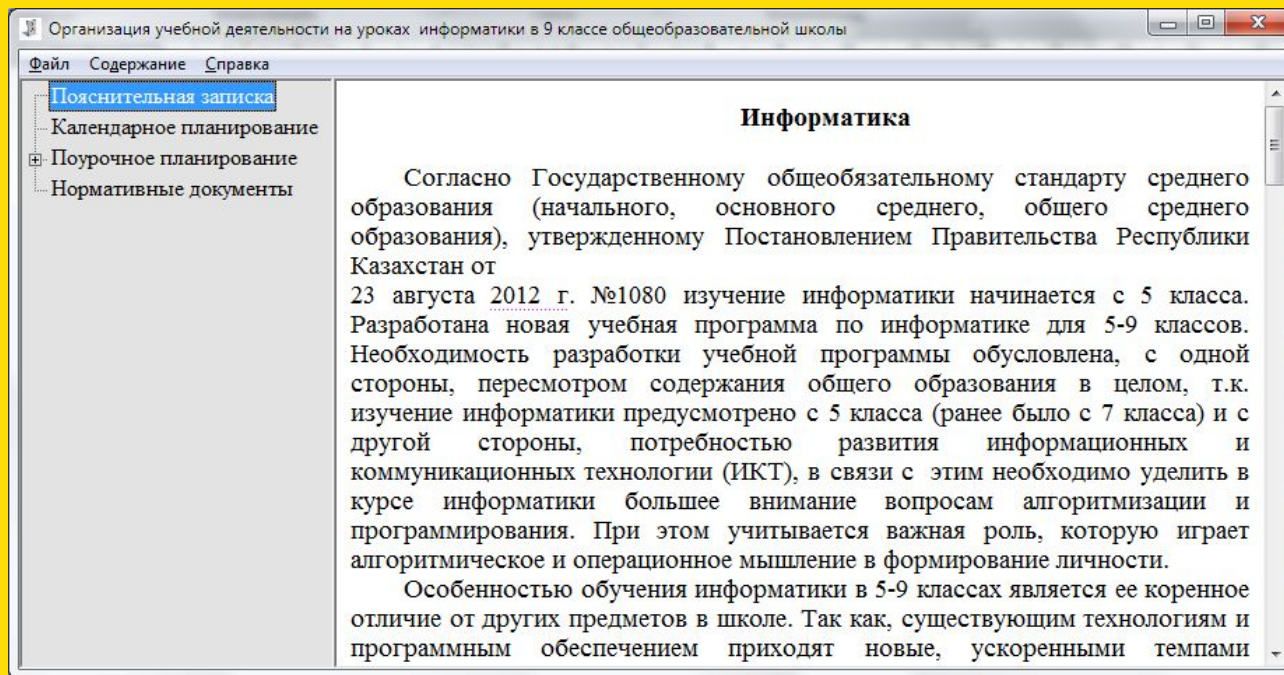 Организация учебной деятельности на уроках информатики в 9 классе общеобразовательной школы
Файл Содержание Справка
Пояснительная записка
Календарное планирование
Поурочное планирование
Нормативные документы
Информатика
Согласно Государственному общеобязательному стандарту среднего
образования (начального, основного среднего, общего среднего
образования), утвержденному Постановлением Правительства Республики
Казахстан от
23 августа 2012 г. №1080 изучение информатики начинается с 5 класса.
Разработана новая учебная программа по информатике для 5-9 классов.
Необходимость разработки учебной программы обусловлена, с одной
стороны, пересмотром содержания общего образования в целом, т.к.
изучение информатики предусмотрено с 5 класса (ранее было с 7 класса) и с
другой стороны, потребностью развития информационных и
коммуникационных технологии (ИКТ), в связи с этим необходимо уделить в
курсе информатики большее внимание вопросам алгоритмизации и
программирования. При этом учитывается важная роль, которую играет
алгоритмическое и операционное мышление в формирование личности.
Особенностью обучения информатики в 5-9 классах является ее коренное
отличие от других предметов в школе. Так как, существующим технологиям и
программным обеспечением приходят новые, ускоренными темпами